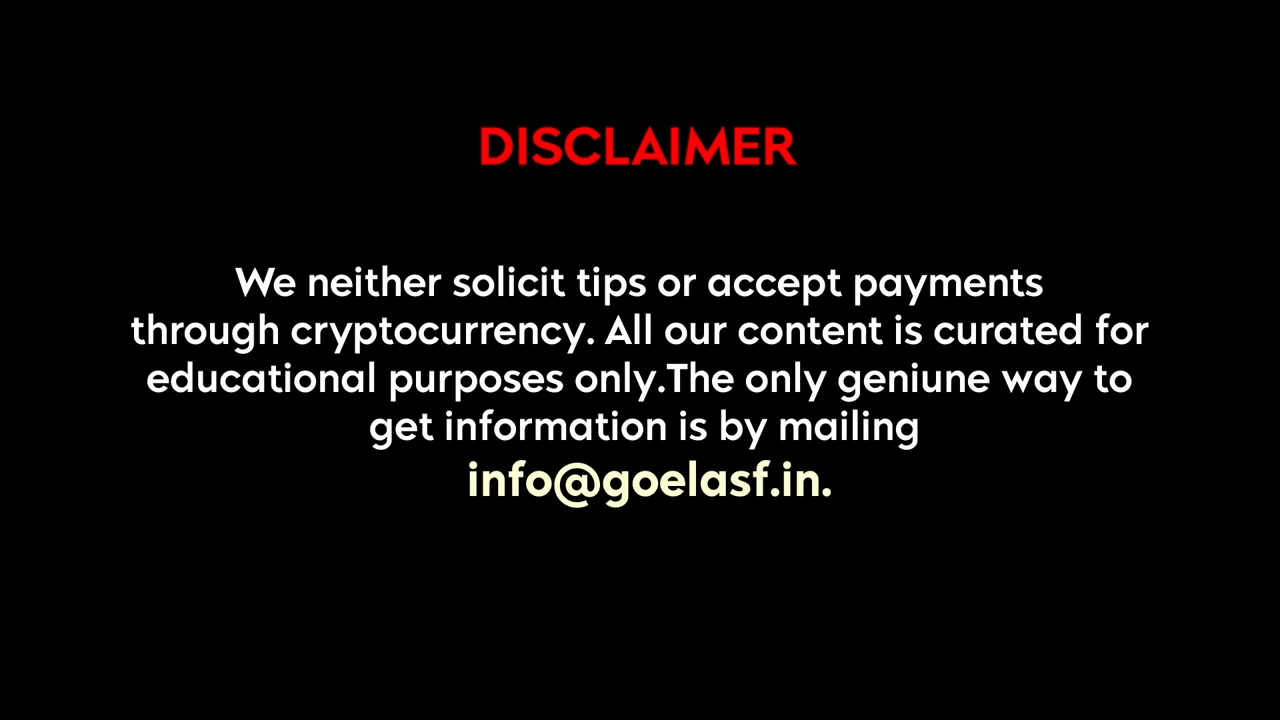 DISCLAIMER
We neither solicit tips or accept payments
through cryptocurrency. All our content is curated for
educational purposes only.The only geniune way to
get information is by mailing
info@goelasf.in.